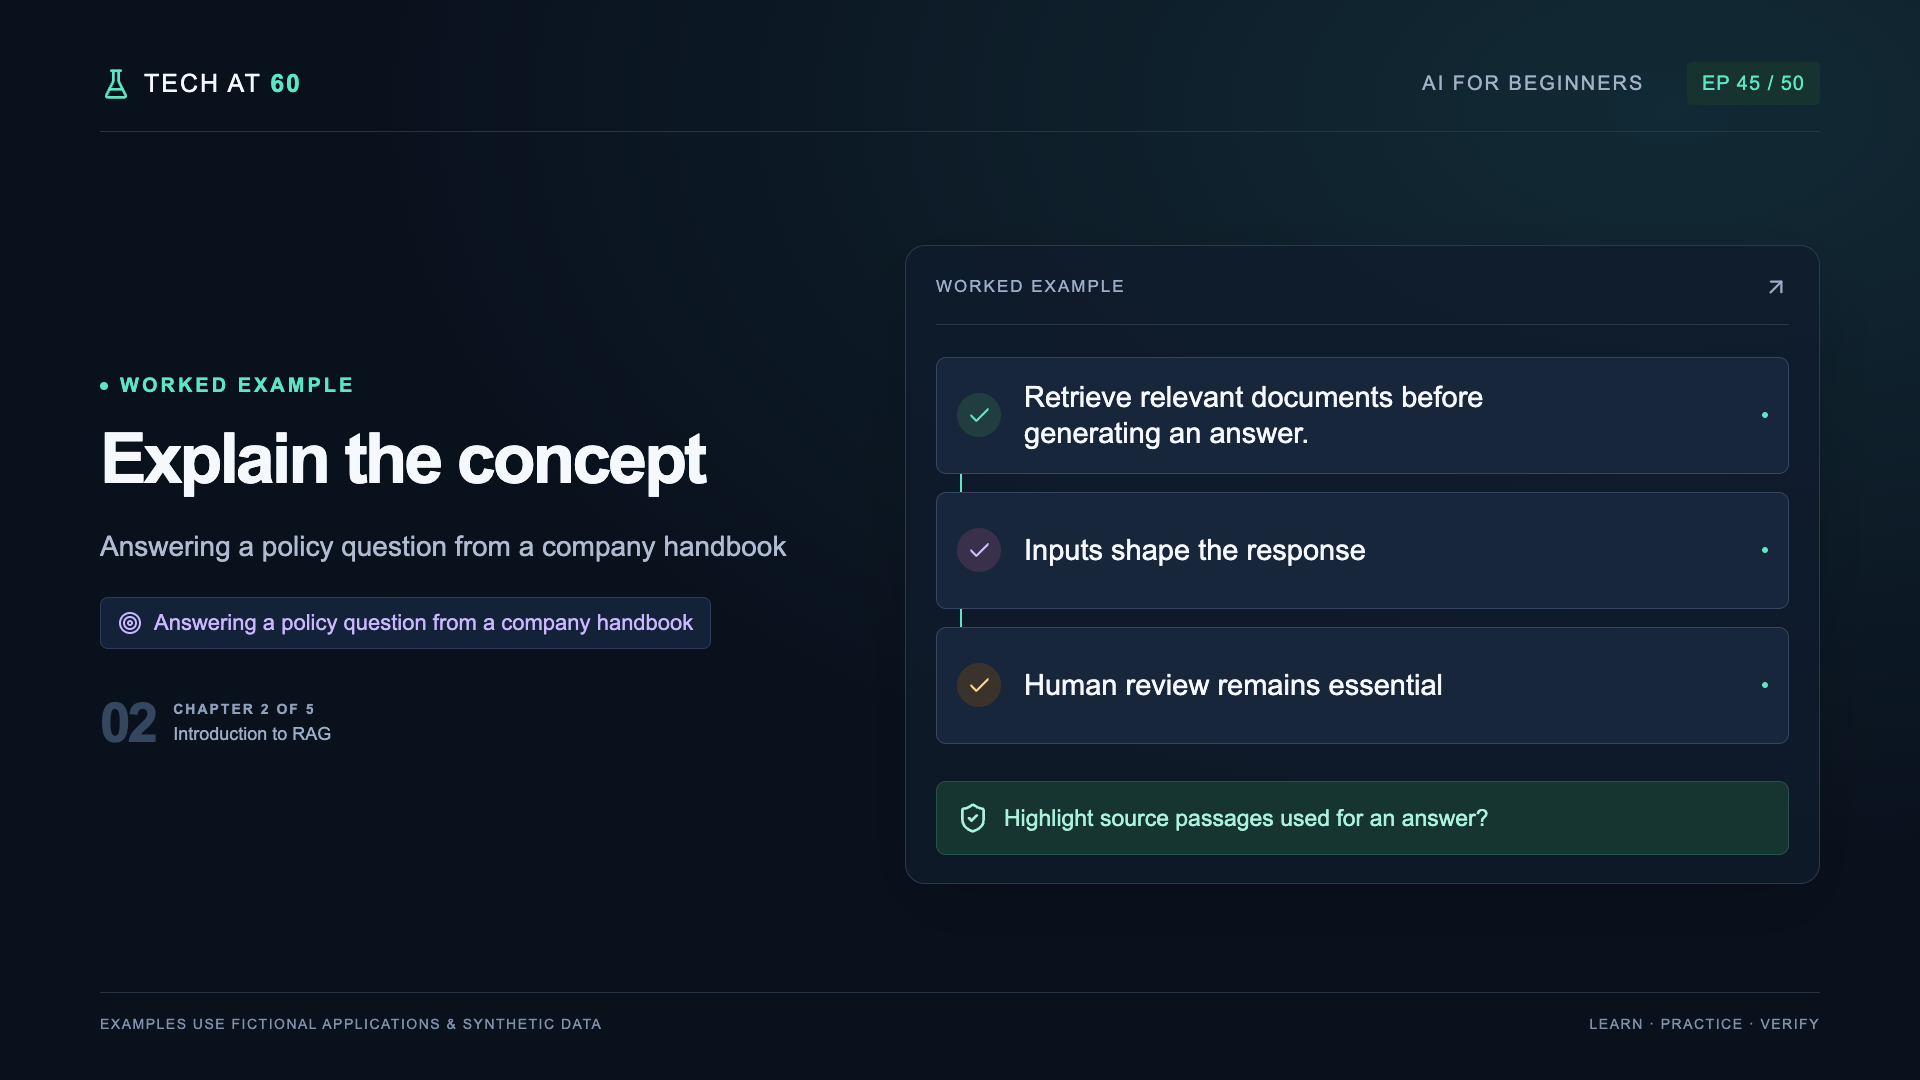 TECH AT 60
AI FOR BEGINNERS
EP 45 / 50
WORKED EXAMPLE
Explain the concept
Answering a policy question from a company handbook
Answering a policy question from a company handbook
02
CHAPTER 2 OF 5
Introduction to RAG
WORKED EXAMPLE
Retrieve relevant documents before
generating an answer.
Inputs shape the response
Human review remains essential
Highlight source passages used for an answer?
EXAMPLES USE FICTIONAL APPLICATIONS & SYNTHETIC DATA
LEARN · PRACTICE · VERIFY